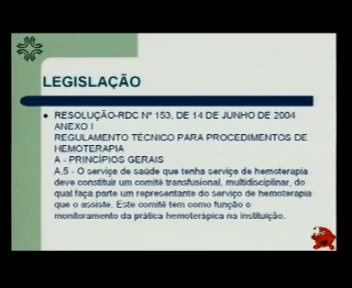 LEGISLAÇÃO
• RESOLUÇÃO-RDC Nº 153, DE 14 DE JUNHO DE 2004
ANEXO I
REGULAMENTO TÉCNICO PARA PROCEDIMENTOS DE
HEMOTERAPIA
A - PRINCÍPIOS GERAIS
A.5 - O serviço de saúde que tenha serviço de hemoterapia
deve constituir um comitê transfusional, multidisciplinar, do
qual faça parte um representante do serviço de hemoterapia
que o assiste. Este comitê tem como função o
monitoramento da prática hemoterápica na instituição.